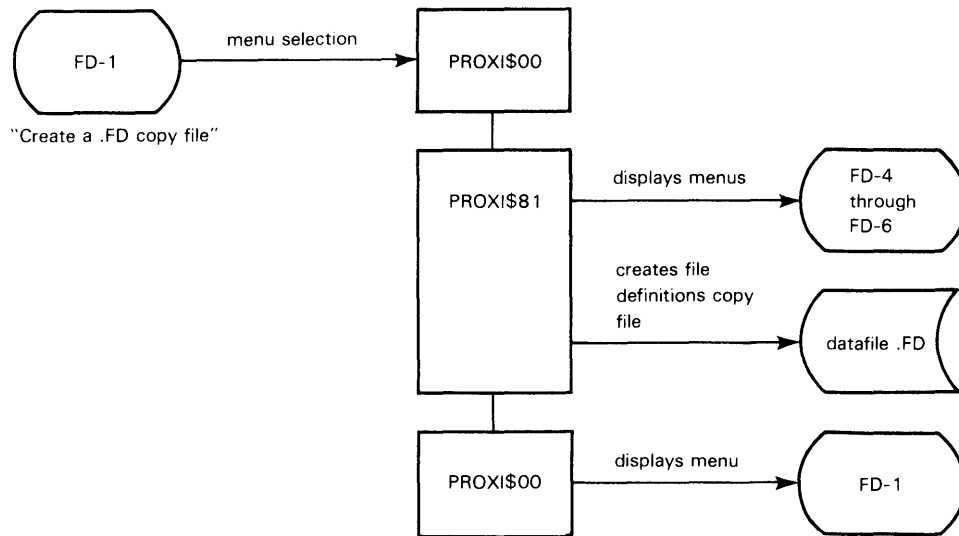 FD-1
menu selection
PROXI$00
"Create a .FD copy file"
PROXI$81
displays menus
FD-4
through
FD-6
creates file
definitions copy
file
datafile .FD
PROXI$00
displays menu
FD-1